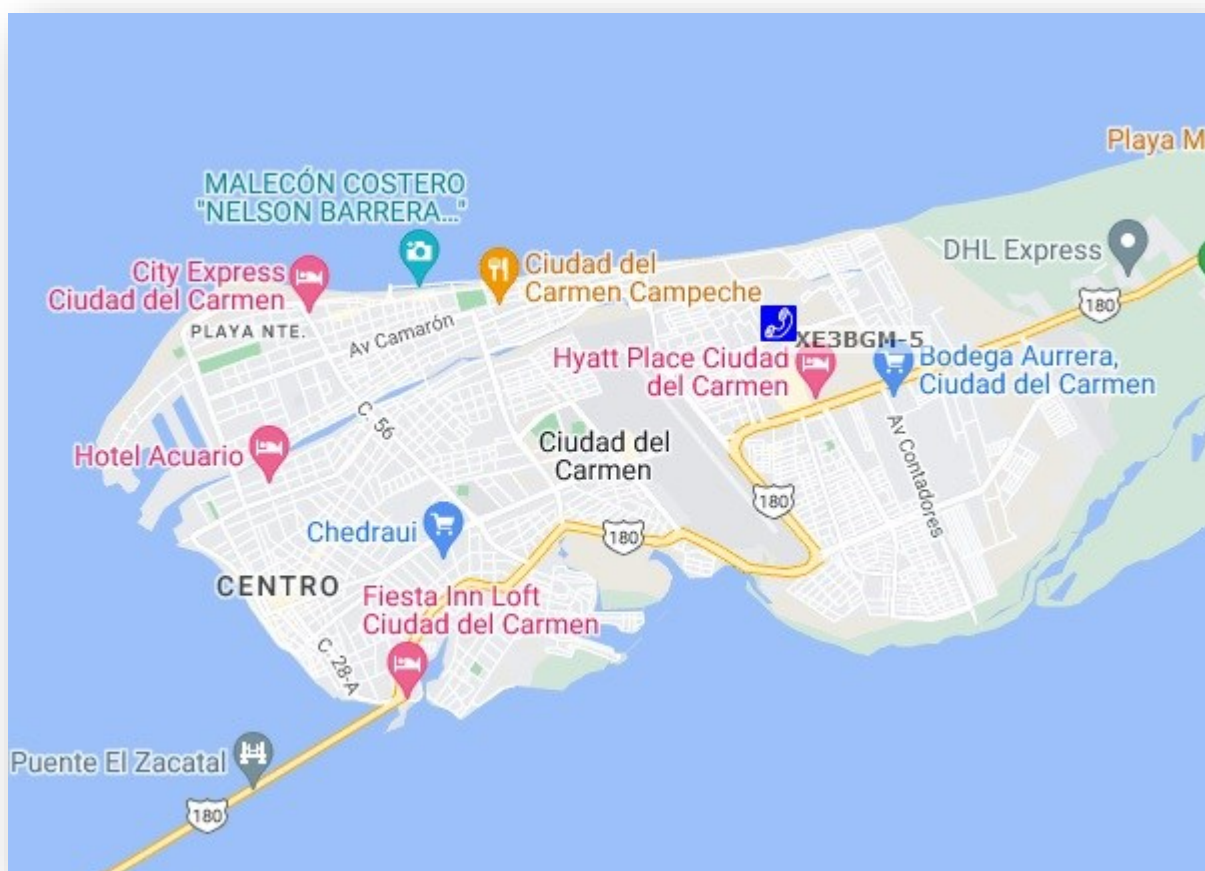 Playa M
MALECÓN COSTERO
"NELSON BARRERA..."
DHL Express
City Express
Ciudad del Carmen
Ciudad del
Carmen Campeche
180
PLAYA NTE.
Av Camarón
XE3BGM-5
Hyatt Place Ciudad
del Carmen
Bodega Aurrera,
Ciudad del Carmen
C. 56
Hotel Acuario
Ciudad del
Carmen
Av Contadores
180
Chedraui
180
CENTRO
Fiesta Inn Loft
Ciudad del Carmen
C. 28-A
Puente El Zacatal
180